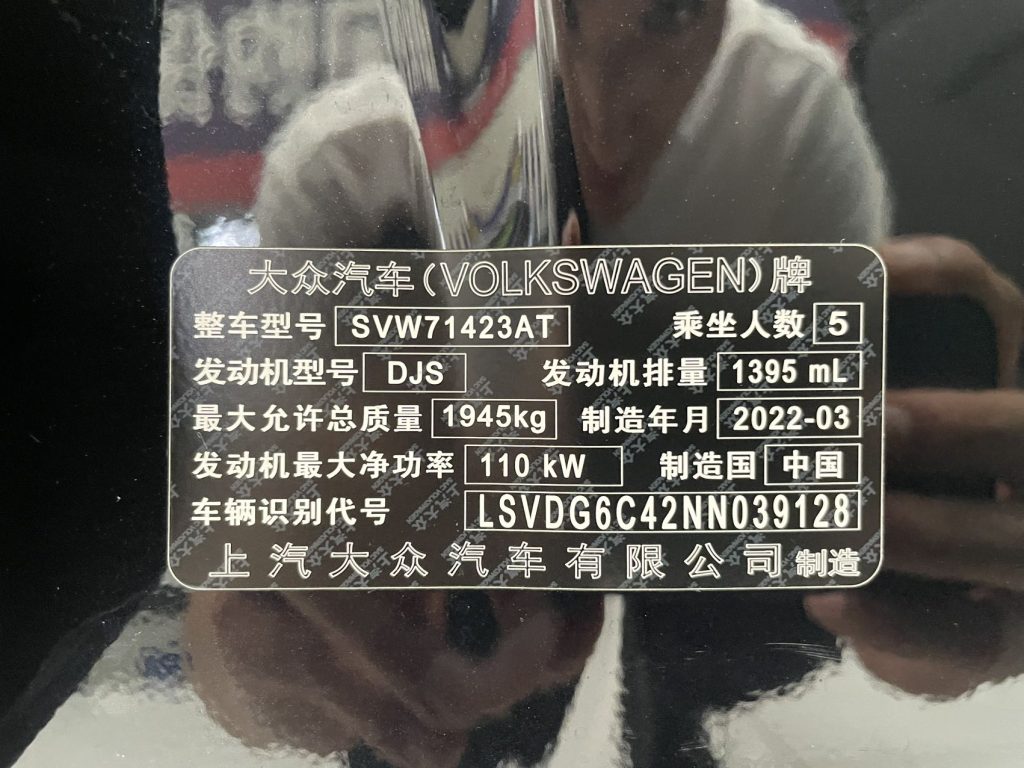 大众汽车(VOLKSWAGEN)牌
整车型号 SVW71423AT 乘坐人数 5
发动机型号 DJS 发动机排量 1395 mL
最大允许总质量 1945kg 制造年月 2022-03
发动机最大净功率 110 kW 制造国 中国
车辆识别代号 LSVDG6C42NN039128
上汽大众汽车有限公司 制造